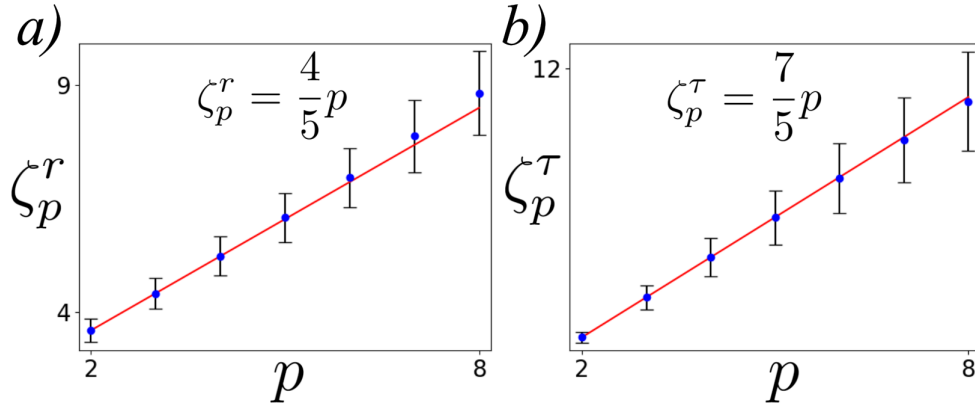 a)
9
ζ_p^r = 4/5 p
ζ_p^r
4
2
8
p
b)
12
ζ_p^τ = 7/5 p
ζ_p^τ
2
8
p